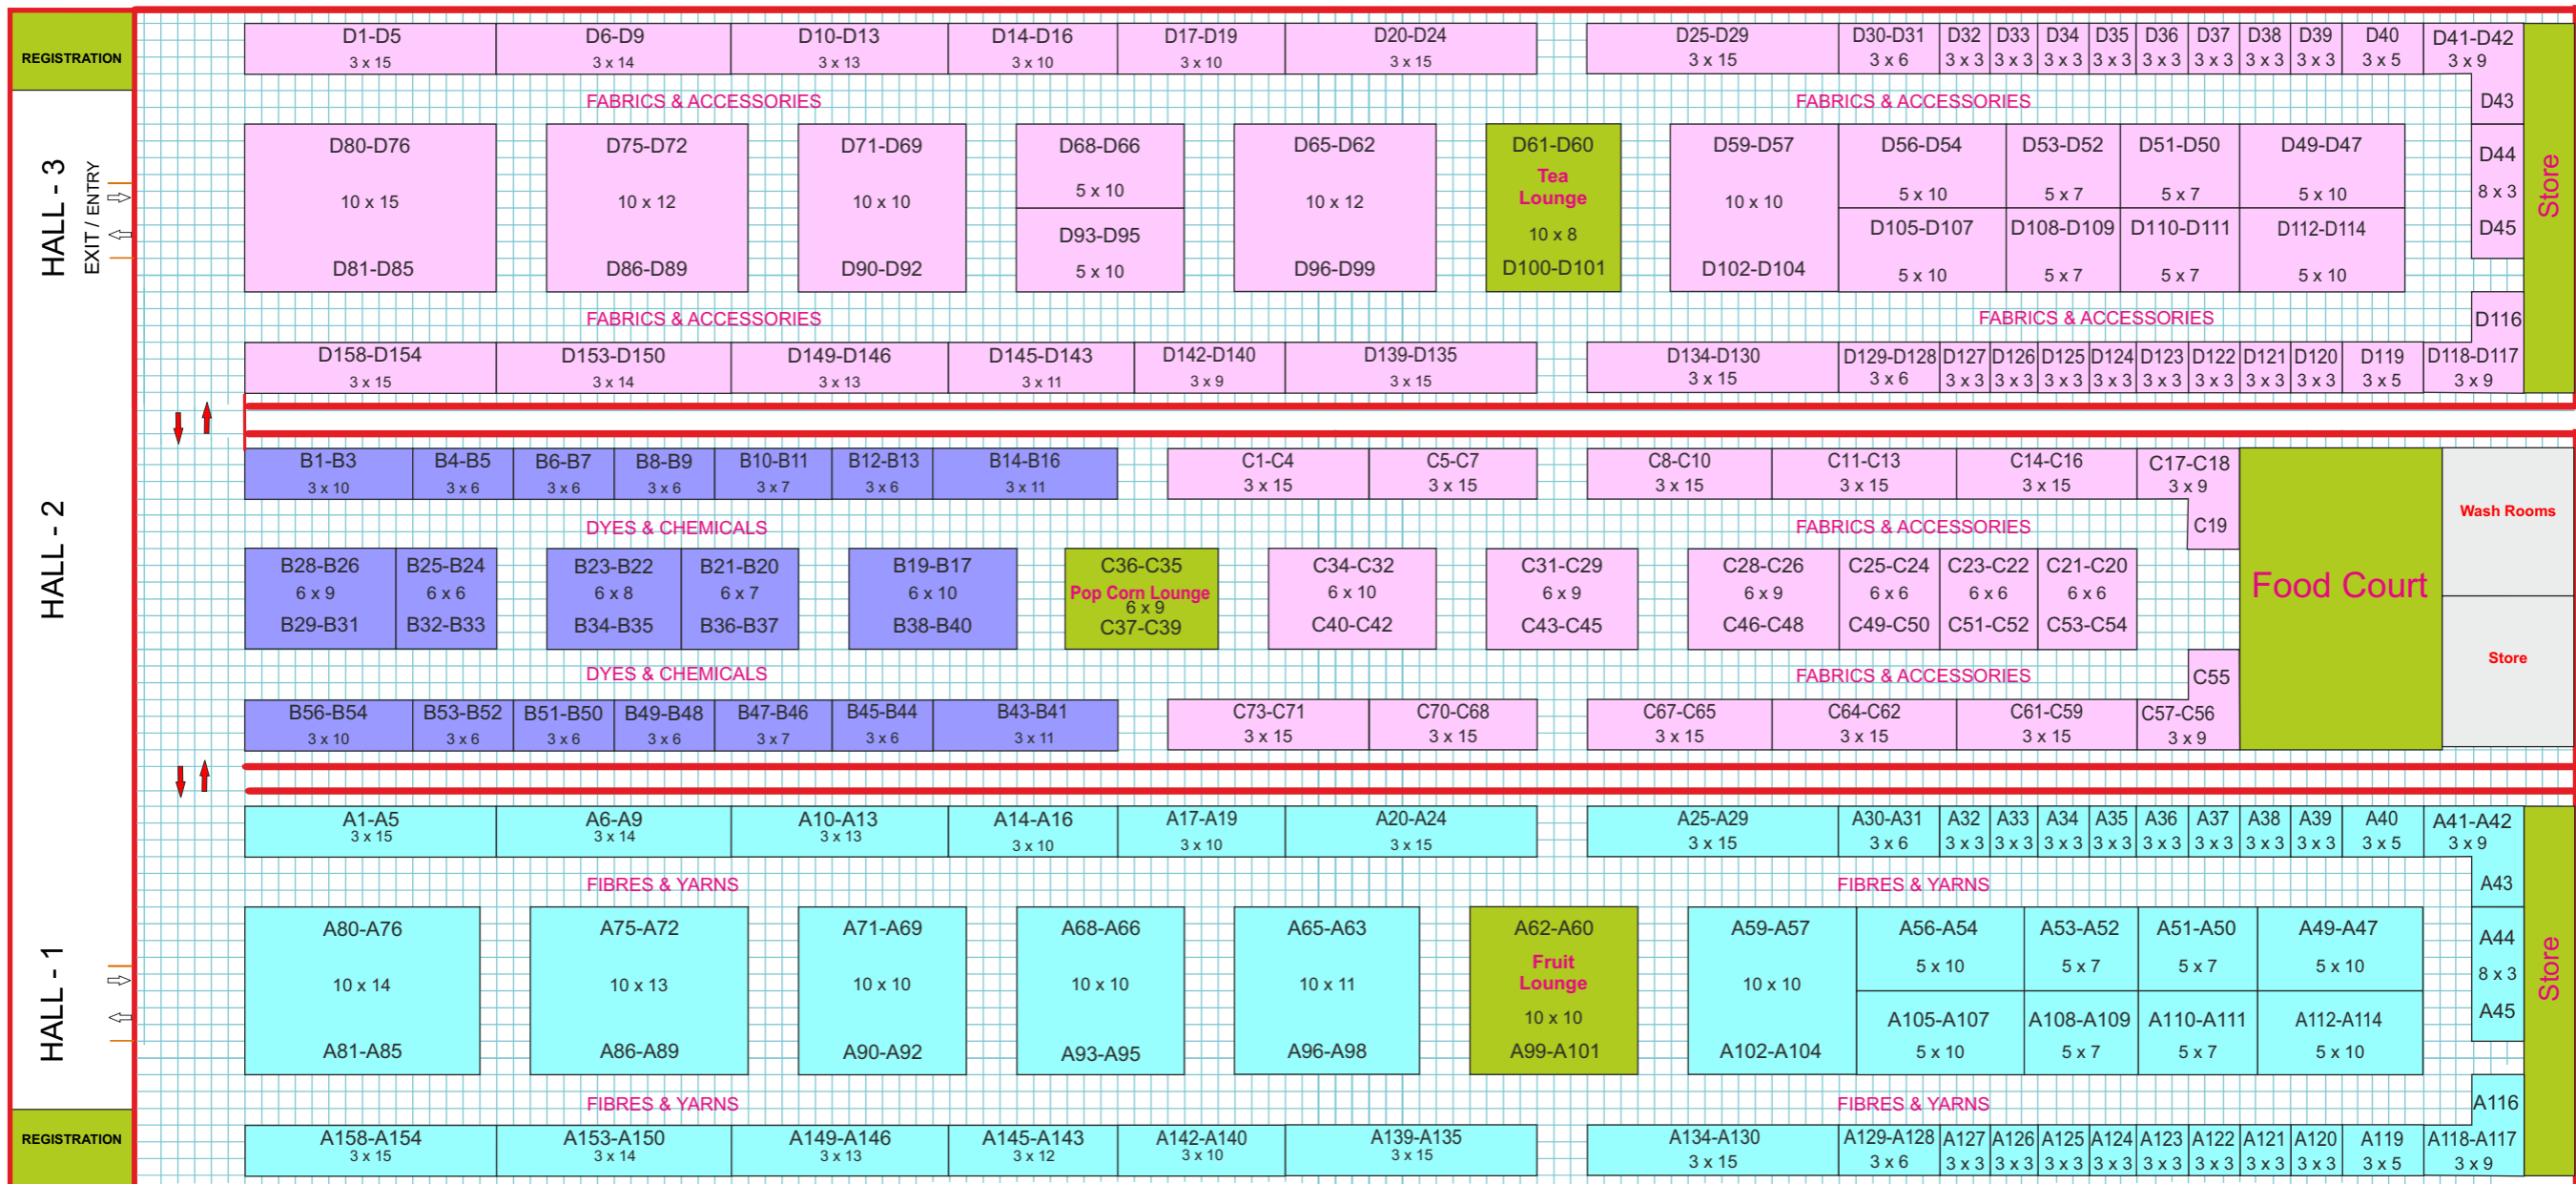 REGISTRATION
D1-D5
3 x 15
D6-D9
3 x 14
D10-D13
3 x 13
D14-D16
3 x 10
D17-D19
3 x 10
D20-D24
3 x 15
D25-D29
3 x 15
D30-D31
3 x 6
D32
3 x 3
D33
3 x 3
D34
3 x 3
D35
3 x 3
D36
3 x 3
D37
3 x 3
D38
3 x 3
D39
3 x 3
D40
3 x 5
D41-D42
3 x 9
D43
FABRICS & ACCESSORIES
FABRICS & ACCESSORIES
HALL - 3
EXIT / ENTRY
D80-D76
10 x 15
D81-D85
D75-D72
10 x 12
D86-D89
D71-D69
10 x 10
D90-D92
D68-D66
5 x 10
D93-D95
5 x 10
D65-D62
10 x 12
D96-D99
D61-D60
Tea
Lounge
10 x 8
D100-D101
D59-D57
10 x 10
D102-D104
D56-D54
5 x 10
D53-D52
5 x 7
D51-D50
5 x 7
D49-D47
5 x 10
D105-D107
5 x 10
D108-D109
5 x 7
D110-D111
5 x 7
D112-D114
5 x 10
D44
8 x 3
D45
Store
FABRICS & ACCESSORIES
FABRICS & ACCESSORIES
D116
D158-D154
3 x 15
D153-D150
3 x 14
D149-D146
3 x 13
D145-D143
3 x 11
D142-D140
3 x 9
D139-D135
3 x 15
D134-D130
3 x 15
D129-D128
3 x 6
D127
3 x 3
D126
3 x 3
D125
3 x 3
D124
3 x 3
D123
3 x 3
D122
3 x 3
D121
3 x 3
D120
3 x 3
D119
3 x 5
D118-D117
3 x 9
HALL - 2
B1-B3
3 x 10
B4-B5
3 x 6
B6-B7
3 x 6
B8-B9
3 x 6
B10-B11
3 x 7
B12-B13
3 x 6
B14-B16
3 x 11
C1-C4
3 x 15
C5-C7
3 x 15
C8-C10
3 x 15
C11-C13
3 x 15
C14-C16
3 x 15
C17-C18
3 x 9
C19
DYES & CHEMICALS
FABRICS & ACCESSORIES
B28-B26
6 x 9
B29-B31
B25-B24
6 x 6
B32-B33
B23-B22
6 x 8
B34-B35
B21-B20
6 x 7
B36-B37
B19-B17
6 x 10
B38-B40
C36-C35
Pop Corn Lounge
6 x 9
C37-C39
C34-C32
6 x 10
C40-C42
C31-C29
6 x 9
C43-C45
C28-C26
6 x 9
C46-C48
C25-C24
6 x 6
C49-C50
C23-C22
6 x 6
C51-C52
C21-C20
6 x 6
C53-C54
Food Court
Wash Rooms
Store
DYES & CHEMICALS
FABRICS & ACCESSORIES
C55
B56-B54
3 x 10
B53-B52
3 x 6
B51-B50
3 x 6
B49-B48
3 x 6
B47-B46
3 x 7
B45-B44
3 x 6
B43-B41
3 x 11
C73-C71
3 x 15
C70-C68
3 x 15
C67-C65
3 x 15
C64-C62
3 x 15
C61-C59
3 x 15
C57-C56
3 x 9
HALL - 1
A1-A5
3 x 15
A6-A9
3 x 14
A10-A13
3 x 13
A14-A16
3 x 10
A17-A19
3 x 10
A20-A24
3 x 15
A25-A29
3 x 15
A30-A31
3 x 6
A32
3 x 3
A33
3 x 3
A34
3 x 3
A35
3 x 3
A36
3 x 3
A37
3 x 3
A38
3 x 3
A39
3 x 3
A40
3 x 5
A41-A42
3 x 9
A43
FIBRES & YARNS
FIBRES & YARNS
A80-A76
10 x 14
A81-A85
A75-A72
10 x 13
A86-A89
A71-A69
10 x 10
A90-A92
A68-A66
10 x 10
A93-A95
A65-A63
10 x 11
A96-A98
A62-A60
Fruit
Lounge
10 x 10
A99-A101
A59-A57
10 x 10
A102-A104
A56-A54
5 x 10
A53-A52
5 x 7
A51-A50
5 x 7
A49-A47
5 x 10
A105-A107
5 x 10
A108-A109
5 x 7
A110-A111
5 x 7
A112-A114
5 x 10
A44
8 x 3
A45
Store
FIBRES & YARNS
FIBRES & YARNS
A116
REGISTRATION
A158-A154
3 x 15
A153-A150
3 x 14
A149-A146
3 x 13
A145-A143
3 x 12
A142-A140
3 x 10
A139-A135
3 x 15
A134-A130
3 x 15
A129-A128
3 x 6
A127
3 x 3
A126
3 x 3
A125
3 x 3
A124
3 x 3
A123
3 x 3
A122
3 x 3
A121
3 x 3
A120
3 x 3
A119
3 x 5
A118-A117
3 x 9